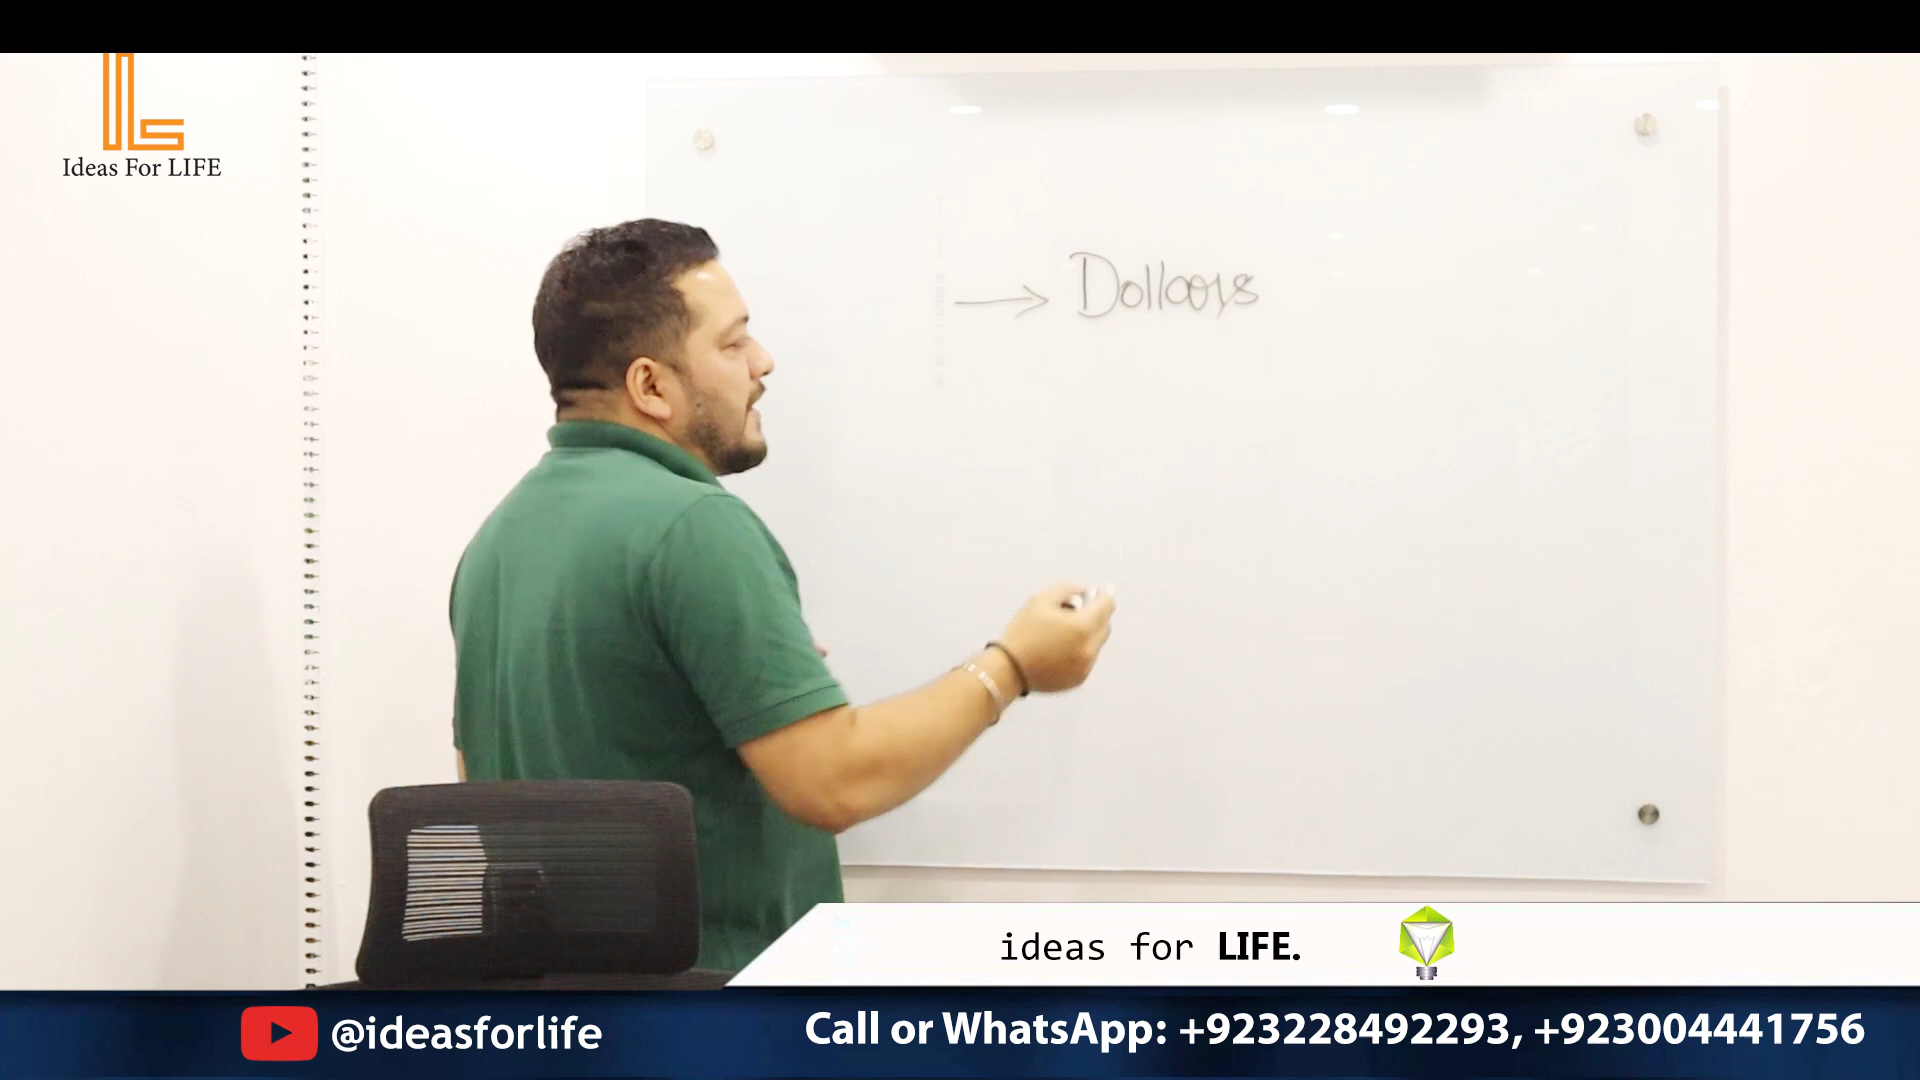 Ideas For LIFE
→ Dollars
ideas for LIFE.
@ideasforlife
Call or WhatsApp: +923228492293, +923004441756